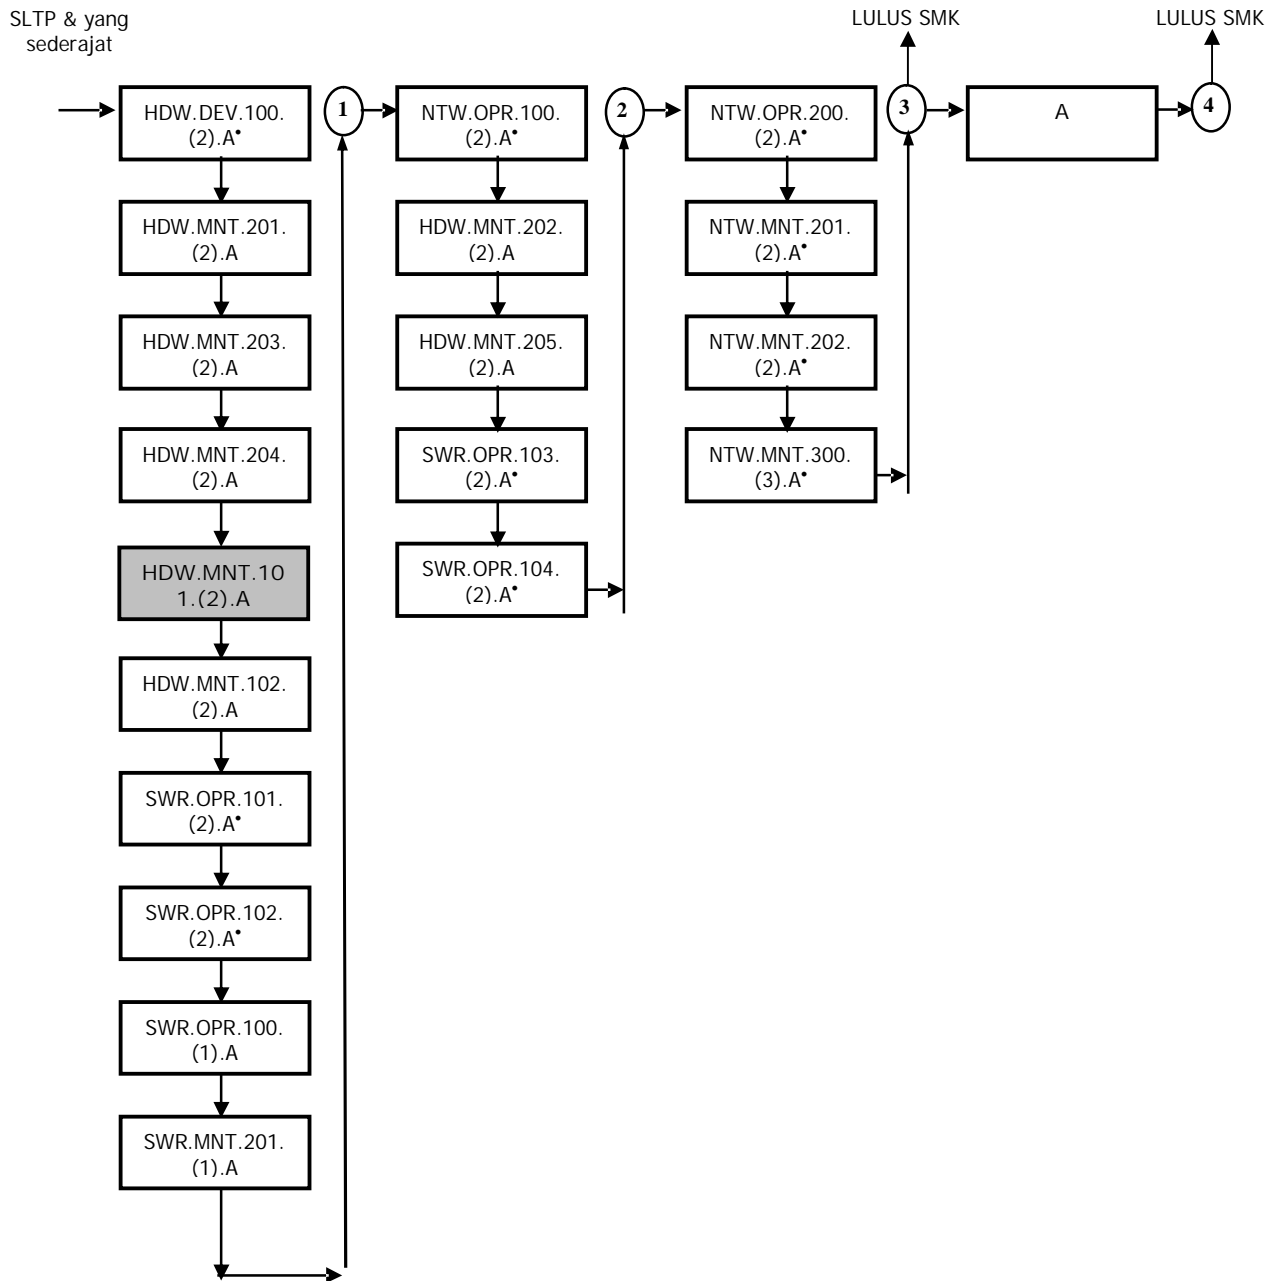 SLTP & yang
sederajat
HDW.DEV.100.
(2).A•
HDW.MNT.201.
(2).A
HDW.MNT.203.
(2).A
HDW.MNT.204.
(2).A
HDW.MNT.10
1.(2).A
HDW.MNT.102.
(2).A
SWR.OPR.101.
(2).A•
SWR.OPR.102.
(2).A•
SWR.OPR.100.
(1).A
SWR.MNT.201.
(1).A
1
NTW.OPR.100.
(2).A•
HDW.MNT.202.
(2).A
HDW.MNT.205.
(2).A
SWR.OPR.103.
(2).A•
SWR.OPR.104.
(2).A•
2
NTW.OPR.200.
(2).A•
NTW.MNT.201.
(2).A•
NTW.MNT.202.
(2).A•
NTW.MNT.300.
(3).A•
LULUS SMK
3
A
LULUS SMK
4